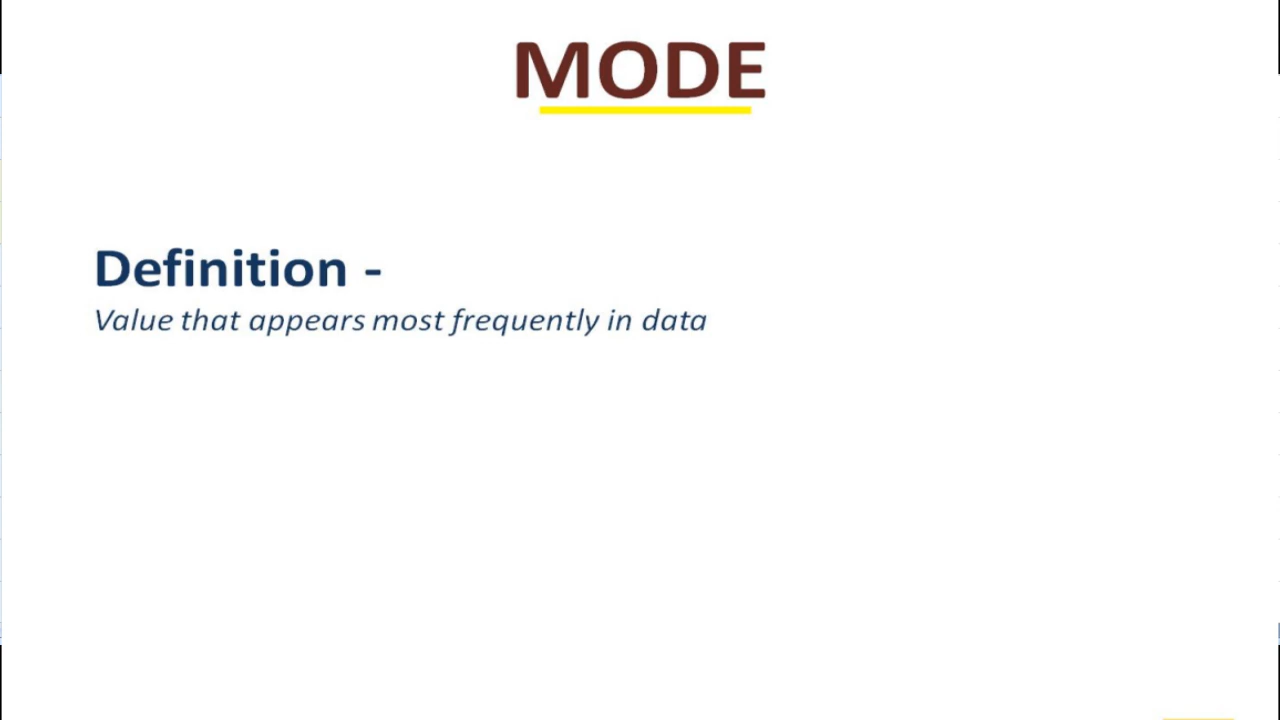 MODE
Definition -
Value that appears most frequently in data